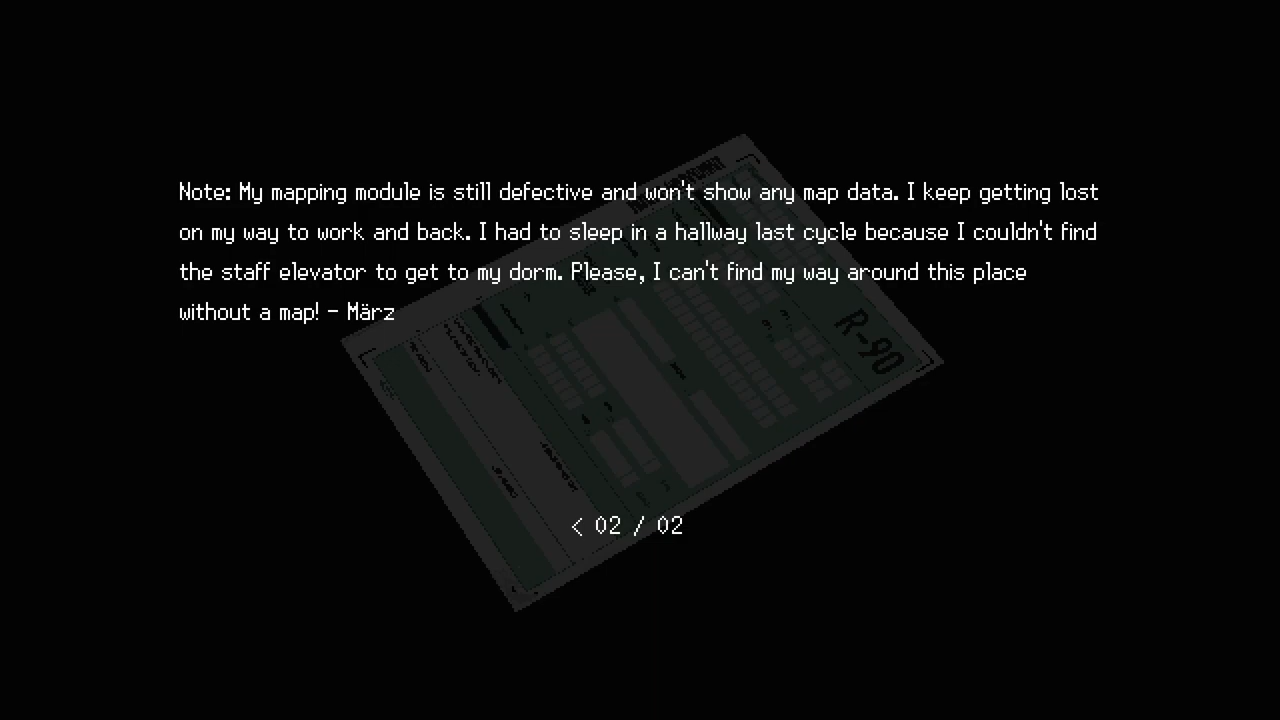 Note: My mapping module is still defective and won't show any map data. I keep getting lost
on my way to work and back. I had to sleep in a hallway last cycle because I couldn't find
the staff elevator to get to my dorm. Please, I can't find my way around this place
without a map! - März
R-90
< 02 / 02